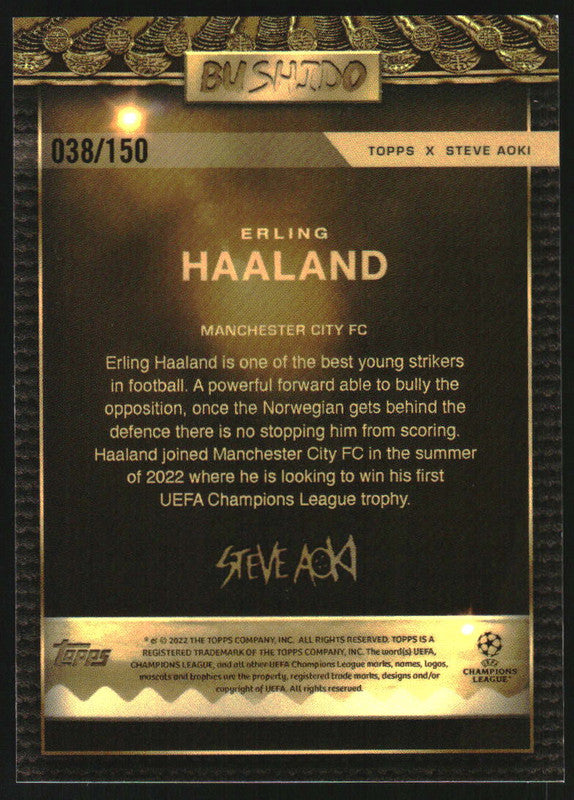 BUSHIDO
038/150
TOPPS X STEVE AOKI
ERLING
HAALAND
MANCHESTER CITY FC
Erling Haaland is one of the best young strikers
in football. A powerful forward able to bully the
opposition, once the Norwegian gets behind the
defence there is no stopping him from scoring.
Haaland joined Manchester City FC in the summer
of 2022 where he is looking to win his first
UEFA Champions League trophy.
STEVE AOKI
® & © 2022 THE TOPPS COMPANY, INC. ALL RIGHTS RESERVED. TOPPS IS A
REGISTERED TRADEMARK OF THE TOPPS COMPANY, INC. The word(s) UEFA,
CHAMPIONS LEAGUE, and all other UEFA Champions League marks, names, logos,
mascots and trophies are the property, registered trade marks, designs and/or
copyright of UEFA. All rights reserved.
Topps
UEFA
CHAMPIONS
LEAGUE